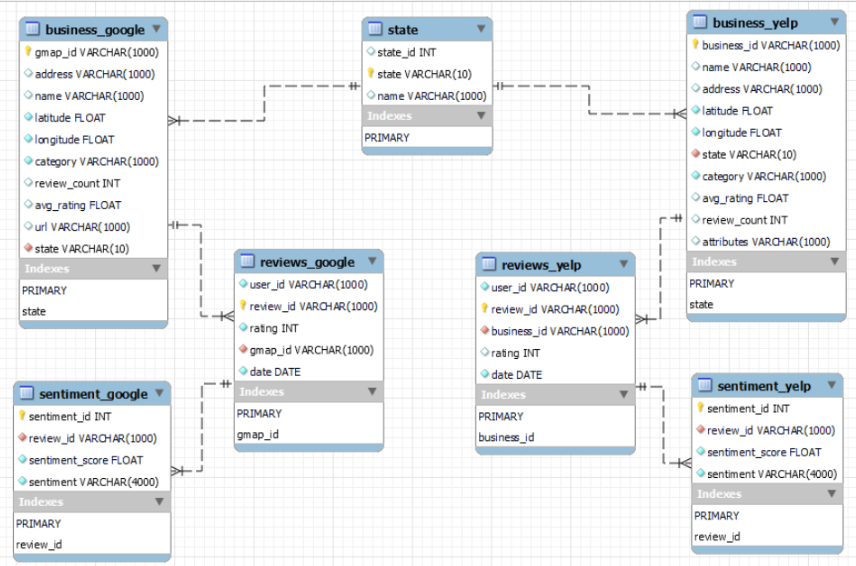 business_google
gmap_id VARCHAR(1000)
address VARCHAR(1000)
name VARCHAR(1000)
latitude FLOAT
longitude FLOAT
category VARCHAR(1000)
review_count INT
avg_rating FLOAT
url VARCHAR(1000)
state VARCHAR(10)
Indexes
PRIMARY
state
state
state_id INT
state VARCHAR(10)
name VARCHAR(1000)
Indexes
PRIMARY
business_yelp
business_id VARCHAR(1000)
name VARCHAR(1000)
address VARCHAR(1000)
latitude FLOAT
longitude FLOAT
state VARCHAR(10)
category VARCHAR(1000)
avg_rating FLOAT
review_count INT
attributes VARCHAR(1000)
Indexes
PRIMARY
state
reviews_google
user_id VARCHAR(1000)
review_id VARCHAR(1000)
rating INT
gmap_id VARCHAR(1000)
date DATE
Indexes
PRIMARY
gmap_id
reviews_yelp
user_id VARCHAR(1000)
review_id VARCHAR(1000)
business_id VARCHAR(1000)
rating INT
date DATE
Indexes
PRIMARY
business_id
sentiment_google
sentiment_id INT
review_id VARCHAR(1000)
sentiment_score FLOAT
sentiment VARCHAR(4000)
Indexes
PRIMARY
review_id
sentiment_yelp
sentiment_id INT
review_id VARCHAR(1000)
sentiment_score FLOAT
sentiment VARCHAR(4000)
Indexes
PRIMARY
review_id